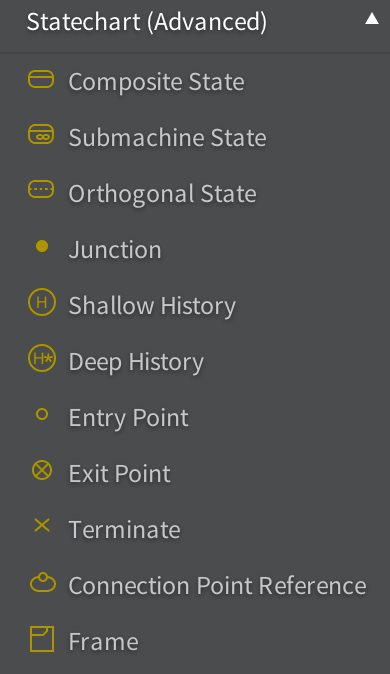 Statechart (Advanced)
Composite State
Submachine State
Orthogonal State
Junction
H Shallow History
H* Deep History
Entry Point
Exit Point
Terminate
Connection Point Reference
Frame